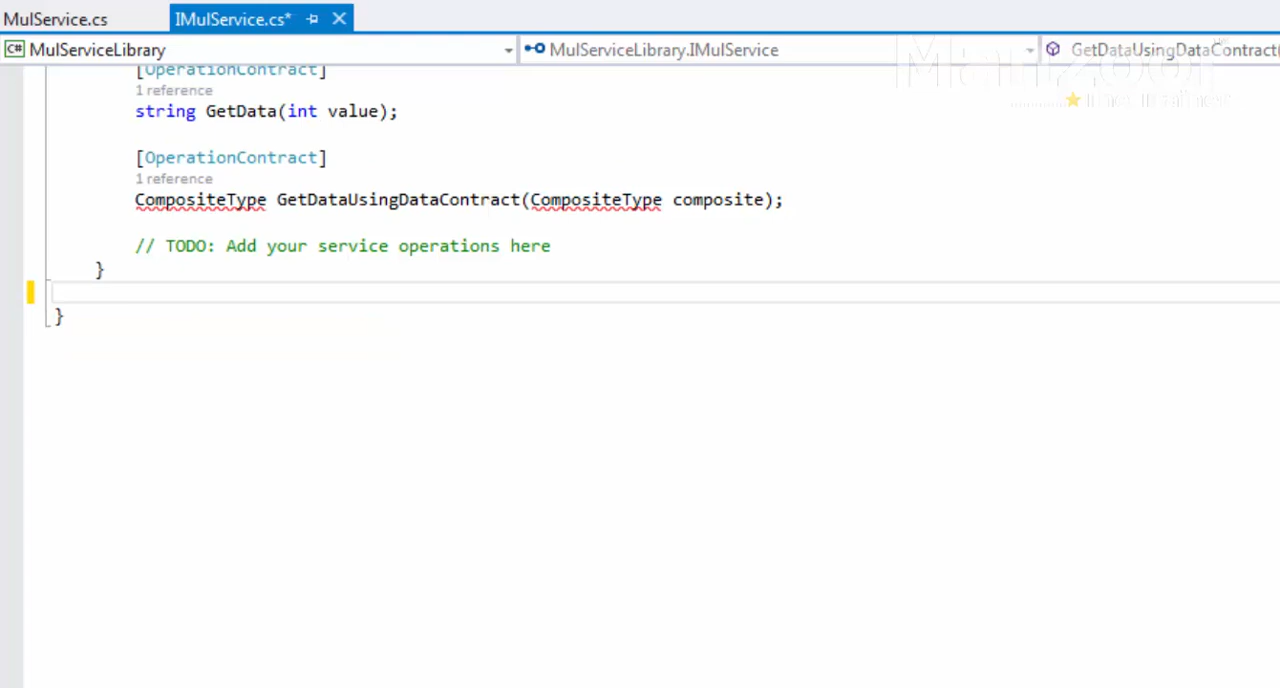 MulService.cs
IMulService.cs*
C# MulServiceLibrary
MulServiceLibrary.IMulService
GetDataUsingDataContract(
Manzoor
[OperationContract]
1 reference
string GetData(int value);
[OperationContract]
1 reference
CompositeType GetDataUsingDataContract(CompositeType composite);
// TODO: Add your service operations here
}
}